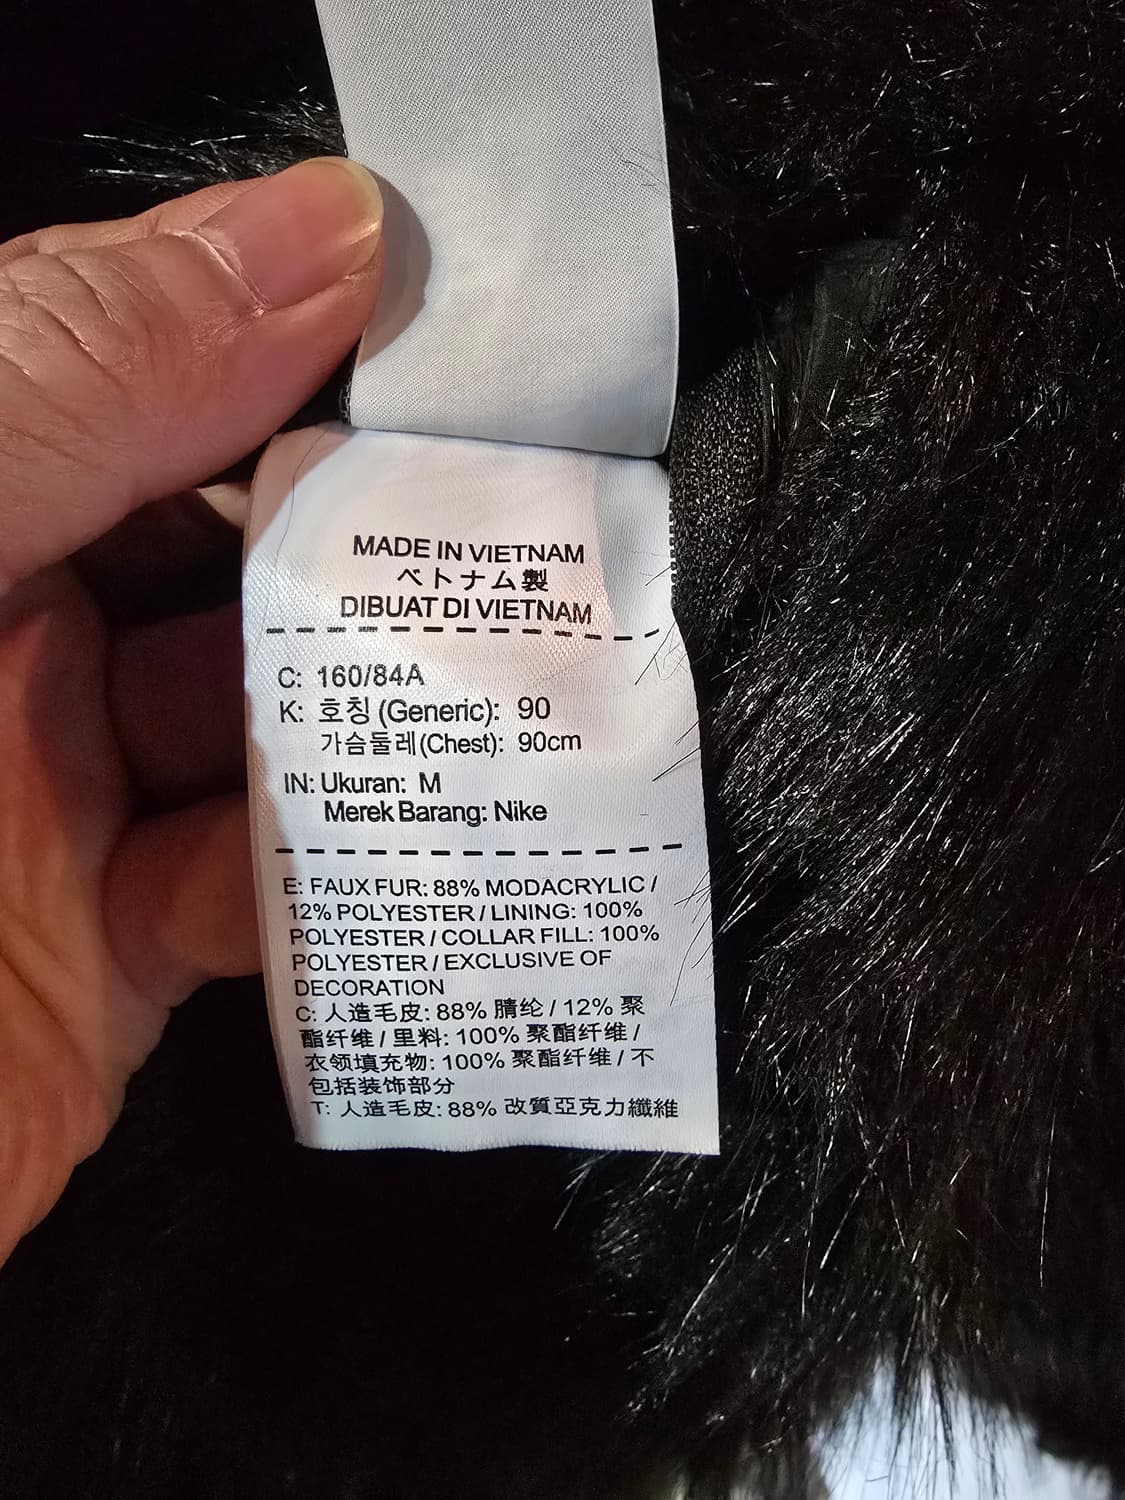 MADE IN VIETNAM
ベトナム製
DIBUAT DI VIETNAM
C: 160/84A
K: 호칭 (Generic): 90
가슴둘레(Chest): 90cm
IN: Ukuran: M
Merek Barang: Nike
E: FAUX FUR: 88% MODACRYLIC /
12% POLYESTER / LINING: 100%
POLYESTER / COLLAR FILL: 100%
POLYESTER / EXCLUSIVE OF
DECORATION
C: 人造毛皮: 88% 腈纶 / 12% 聚
酯纤维 / 里料: 100% 聚酯纤维 /
衣领填充物: 100% 聚酯纤维 / 不
包括装饰部分
T: 人造毛皮: 88% 改質亞克力纖維